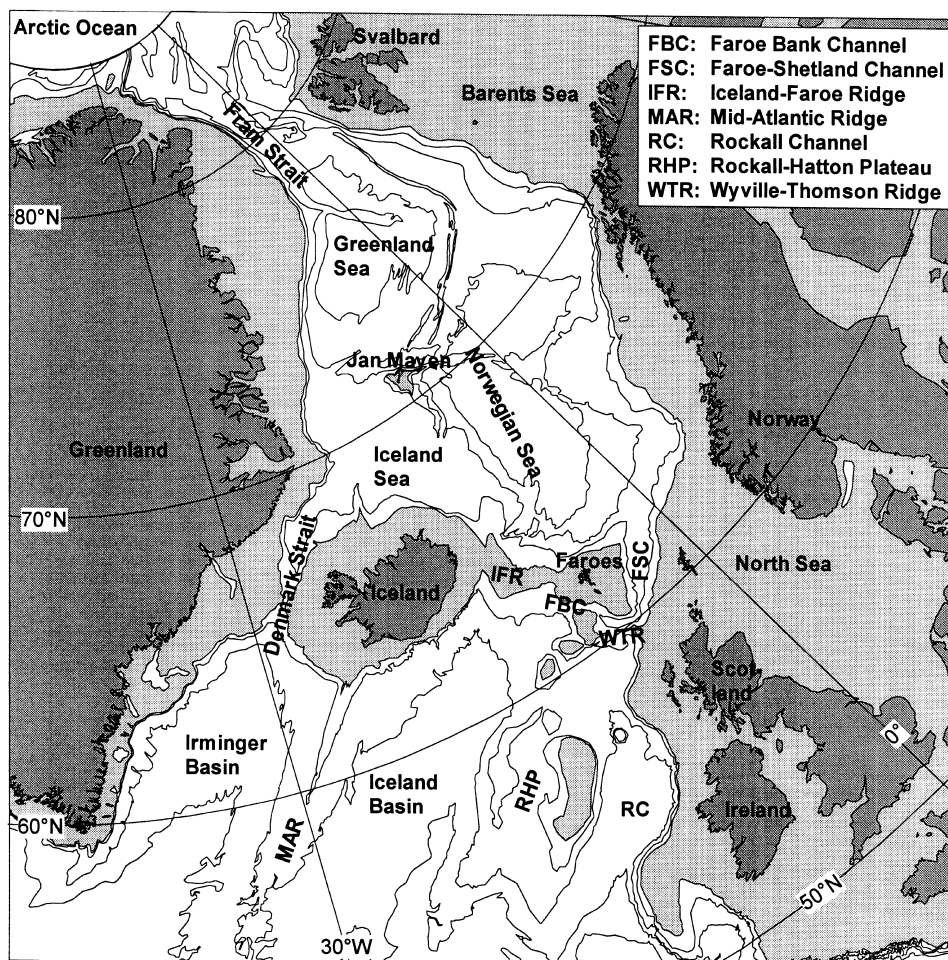 Arctic Ocean
Svalbard
Barents Sea
FBC: Faroe Bank Channel
FSC: Faroe-Shetland Channel
IFR: Iceland-Faroe Ridge
MAR: Mid-Atlantic Ridge
RC: Rockall Channel
RHP: Rockall-Hatton Plateau
WTR: Wyville-Thomson Ridge
Fram Strait
80°N
Greenland
Sea
Jan Mayen
Norwegian Sea
Norway
Greenland
Iceland
Sea
70°N
Denmark Strait
Iceland
IFR
Faroes
FSC
North Sea
FBC
WTR
Scot-
land
0°
Irminger
Basin
Iceland
Basin
RHP
RC
Ireland
60°N
MAR
50°N
30°W